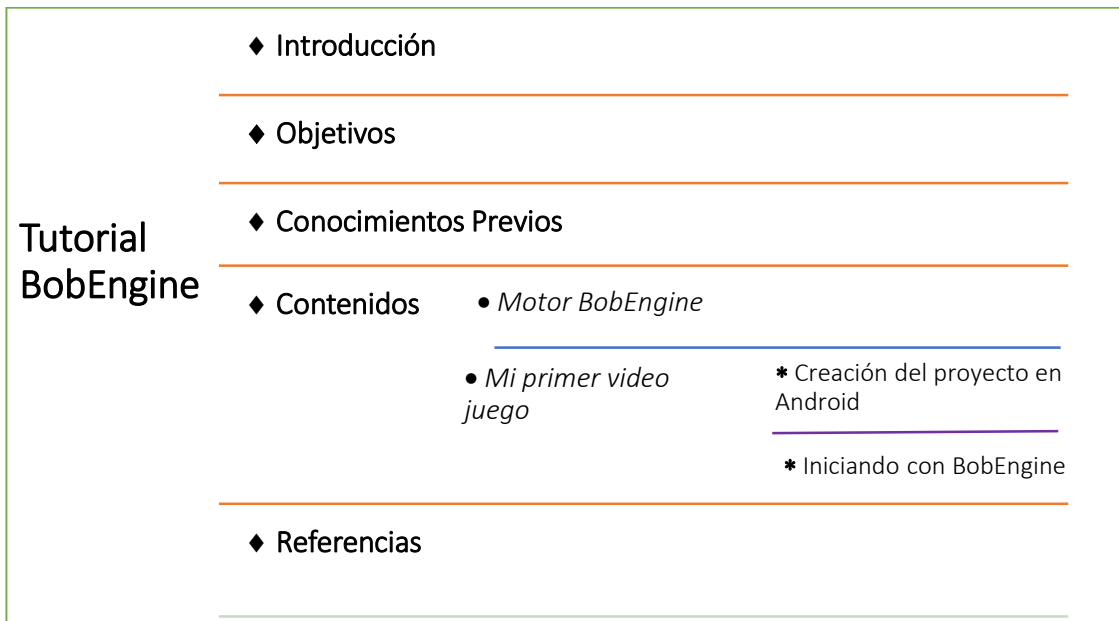 Tutorial
BobEngine
♦ Introducción
♦ Objetivos
♦ Conocimientos Previos
♦ Contenidos
• Motor BobEngine
• Mi primer video
juego
* Creación del proyecto en
Android
* Iniciando con BobEngine
♦ Referencias